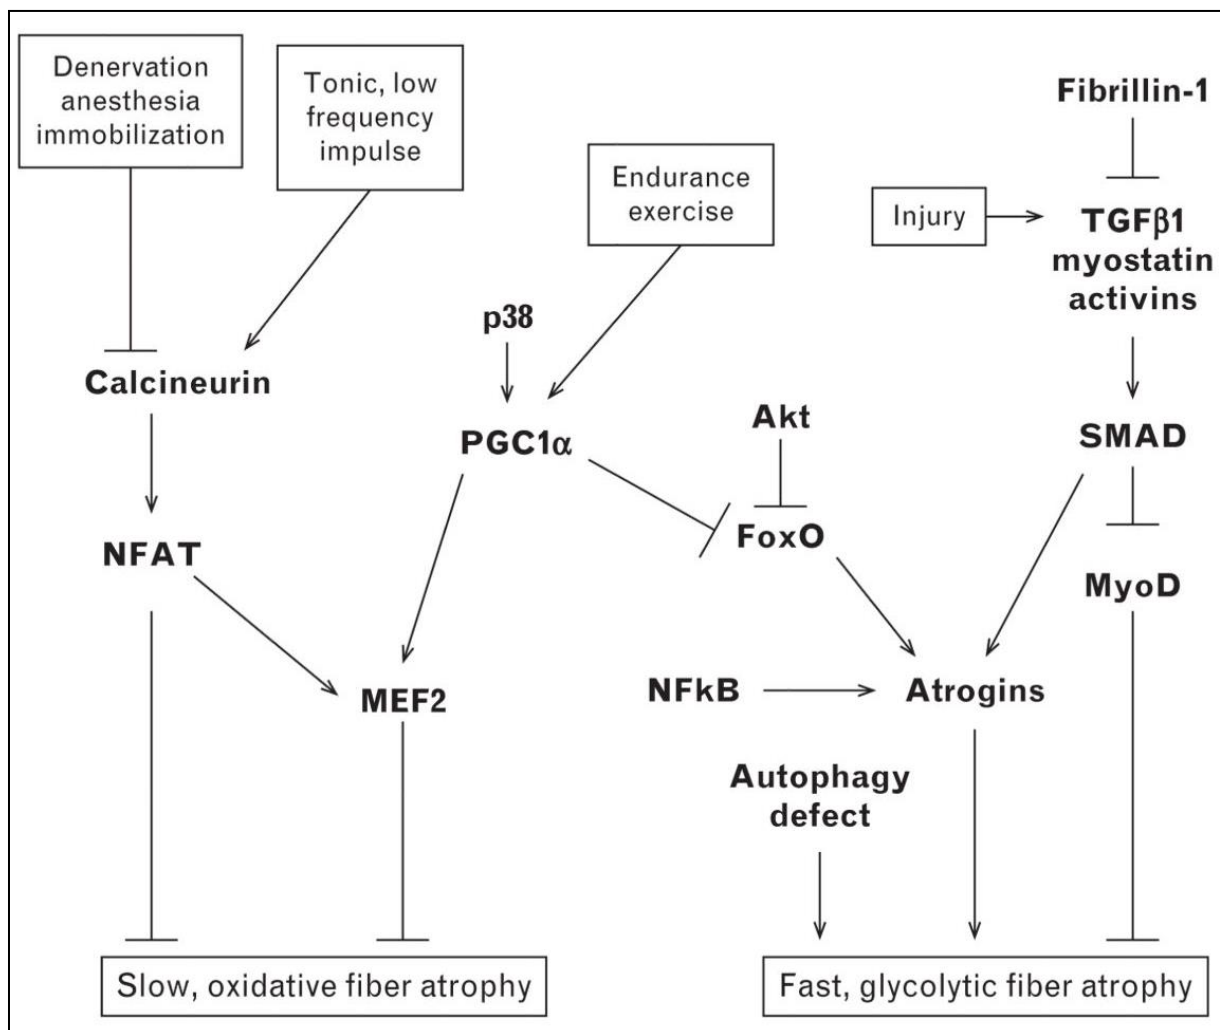 Denervation
anesthesia
immobilization
Tonic, low
frequency
impulse
Endurance
exercise
Fibrillin-1
Injury
TGFβ1
myostatin
activins
p38
Calcineurin
PGC1α
Akt
SMAD
NFAT
FoxO
MyoD
MEF2
NFkB
Atrogins
Autophagy
defect
Slow, oxidative fiber atrophy
Fast, glycolytic fiber atrophy